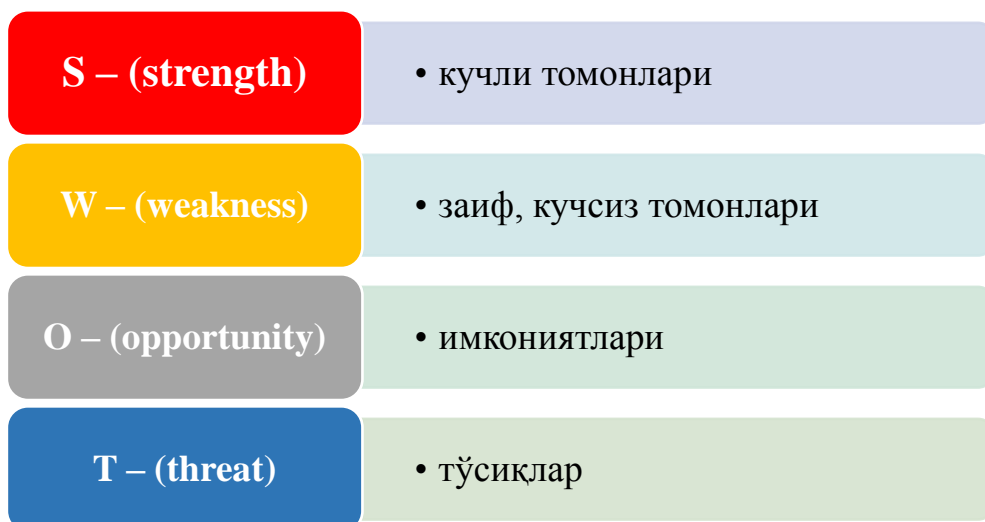 S – (strength)
• кучли томонлари
W – (weakness)
• заиф, кучсиз томонлари
O – (opportunity)
• имкониятлари
T – (threat)
• тўсиқлар